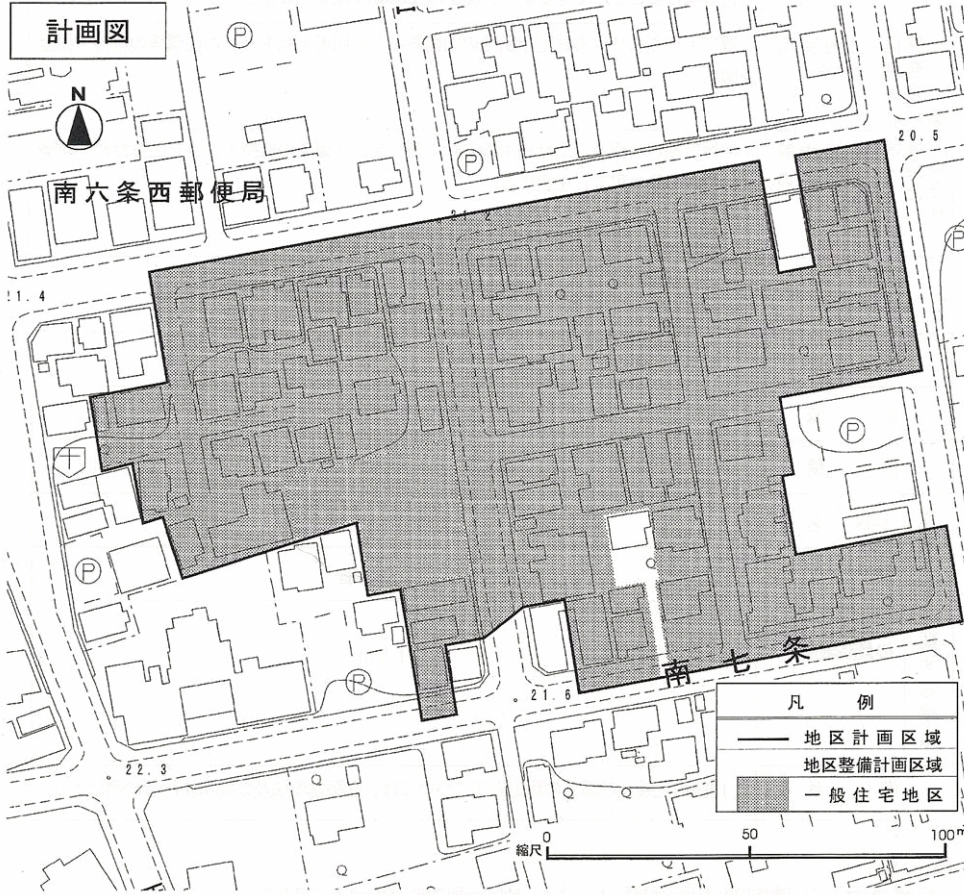 計画図
P
N
20.5
P
南六条西郵便局
21.2
P
21.4
P
P
南七条
P
21.6
22.3
凡例
地区計画区域
地区整備計画区域
一般住宅地区
縮尺 0 50 100m